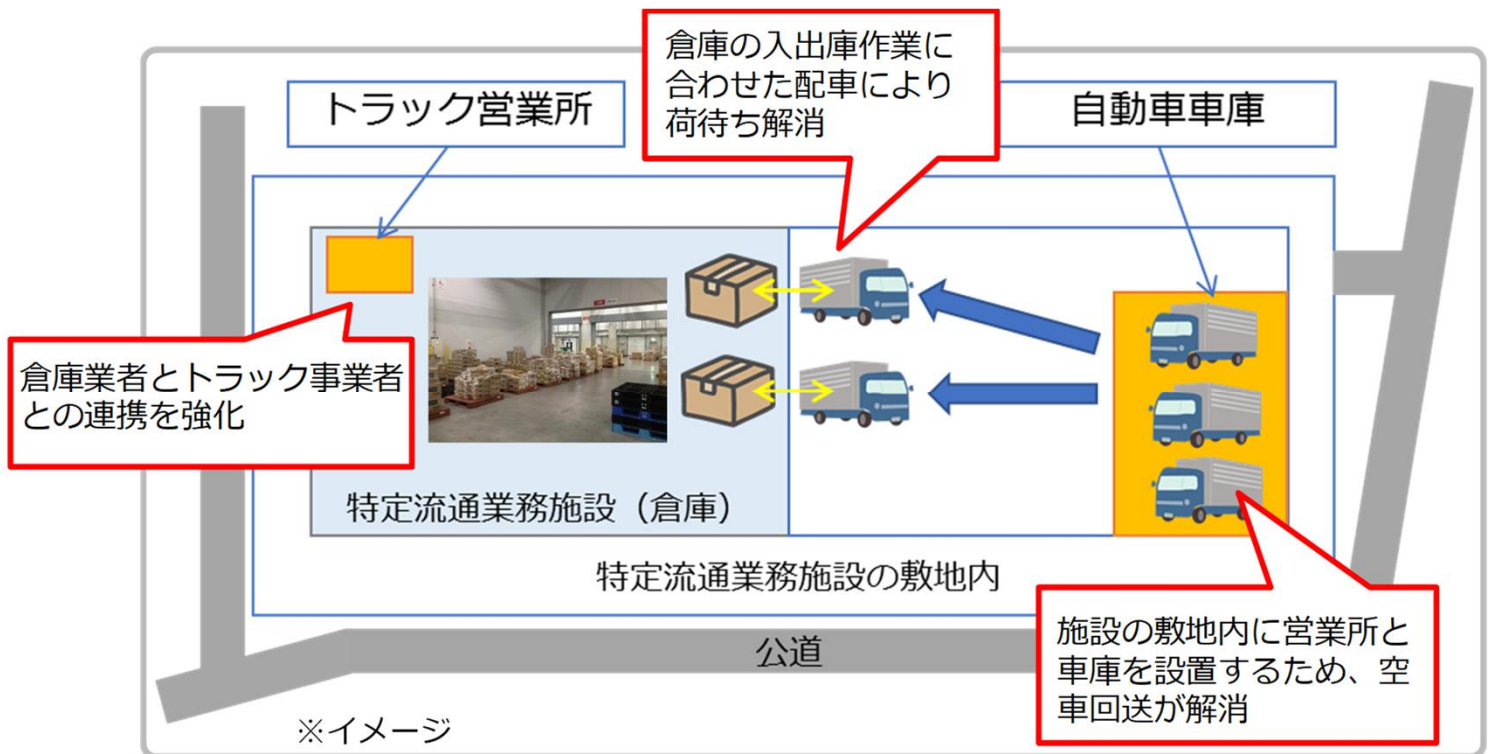 倉庫の入出庫作業に
合わせた配車により
荷待ち解消
トラック営業所
自動車車庫
倉庫業者とトラック事業者
との連携を強化
特定流通業務施設（倉庫）
特定流通業務施設の敷地内
施設の敷地内に営業所と
車庫を設置するため、空
車回送が解消
公道
※イメージ